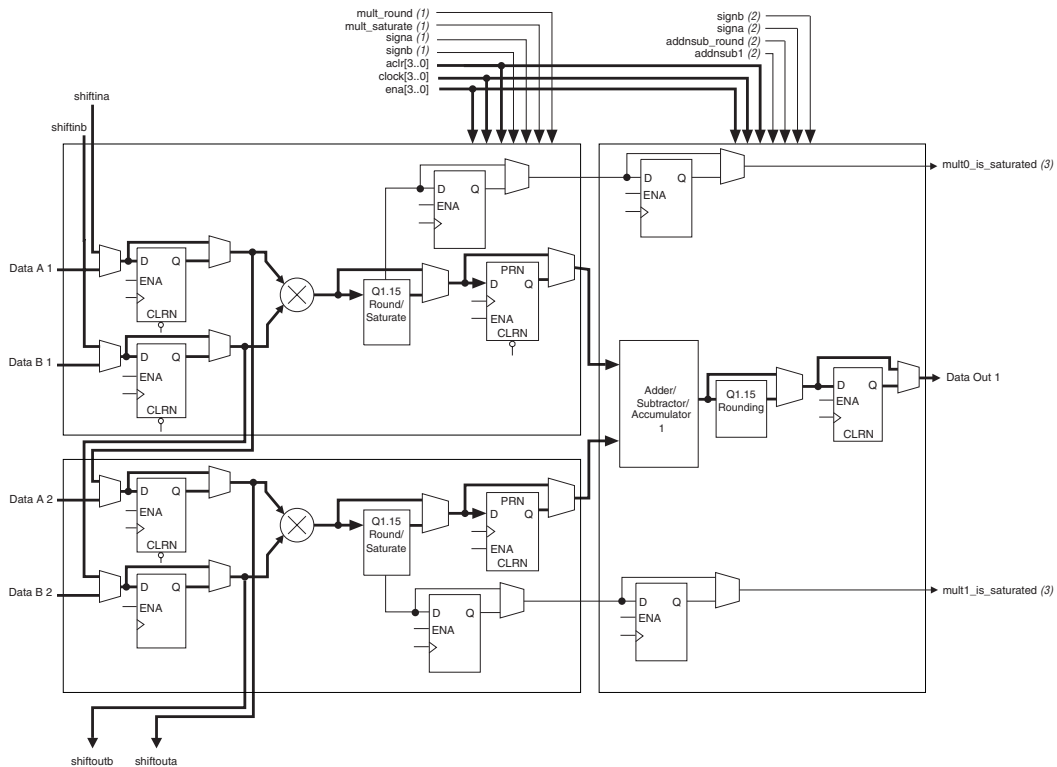 mult_round (1)
mult_saturate (1)
signa (1)
signb (1)
aclr[3..0]
clock[3..0]
ena[3..0]
signb (2)
signa (2)
addnsub_round (2)
addnsub1 (2)
shiftina
shiftinb
D Q
ENA
D Q
ENA
mult0_is_saturated (3)
Data A 1
D Q
ENA
CLRN
Q1.15
Round/
Saturate
PRN
D Q
ENA
CLRN
Data B 1
D Q
ENA
CLRN
Adder/
Subtractor/
Accumulator
1
Q1.15
Rounding
D Q
ENA
CLRN
Data Out 1
Data A 2
D Q
ENA
CLRN
Q1.15
Round/
Saturate
PRN
D Q
ENA
CLRN
Data B 2
D Q
ENA
D Q
ENA
D Q
ENA
mult1_is_saturated (3)
shiftoutb
shiftouta